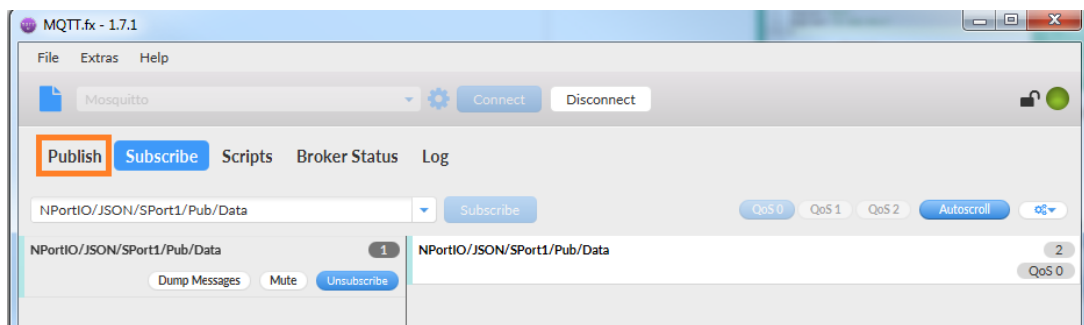 MQTT.fx - 1.7.1
File Extras Help
Mosquitto Connect Disconnect
Publish Subscribe Scripts Broker Status Log
NPortIO/JSON/SPort1/Pub/Data Subscribe QoS 0 QoS 1 QoS 2 Autoscroll
NPortIO/JSON/SPort1/Pub/Data 1
Dump Messages Mute Unsubscribe
NPortIO/JSON/SPort1/Pub/Data 2
QoS 0